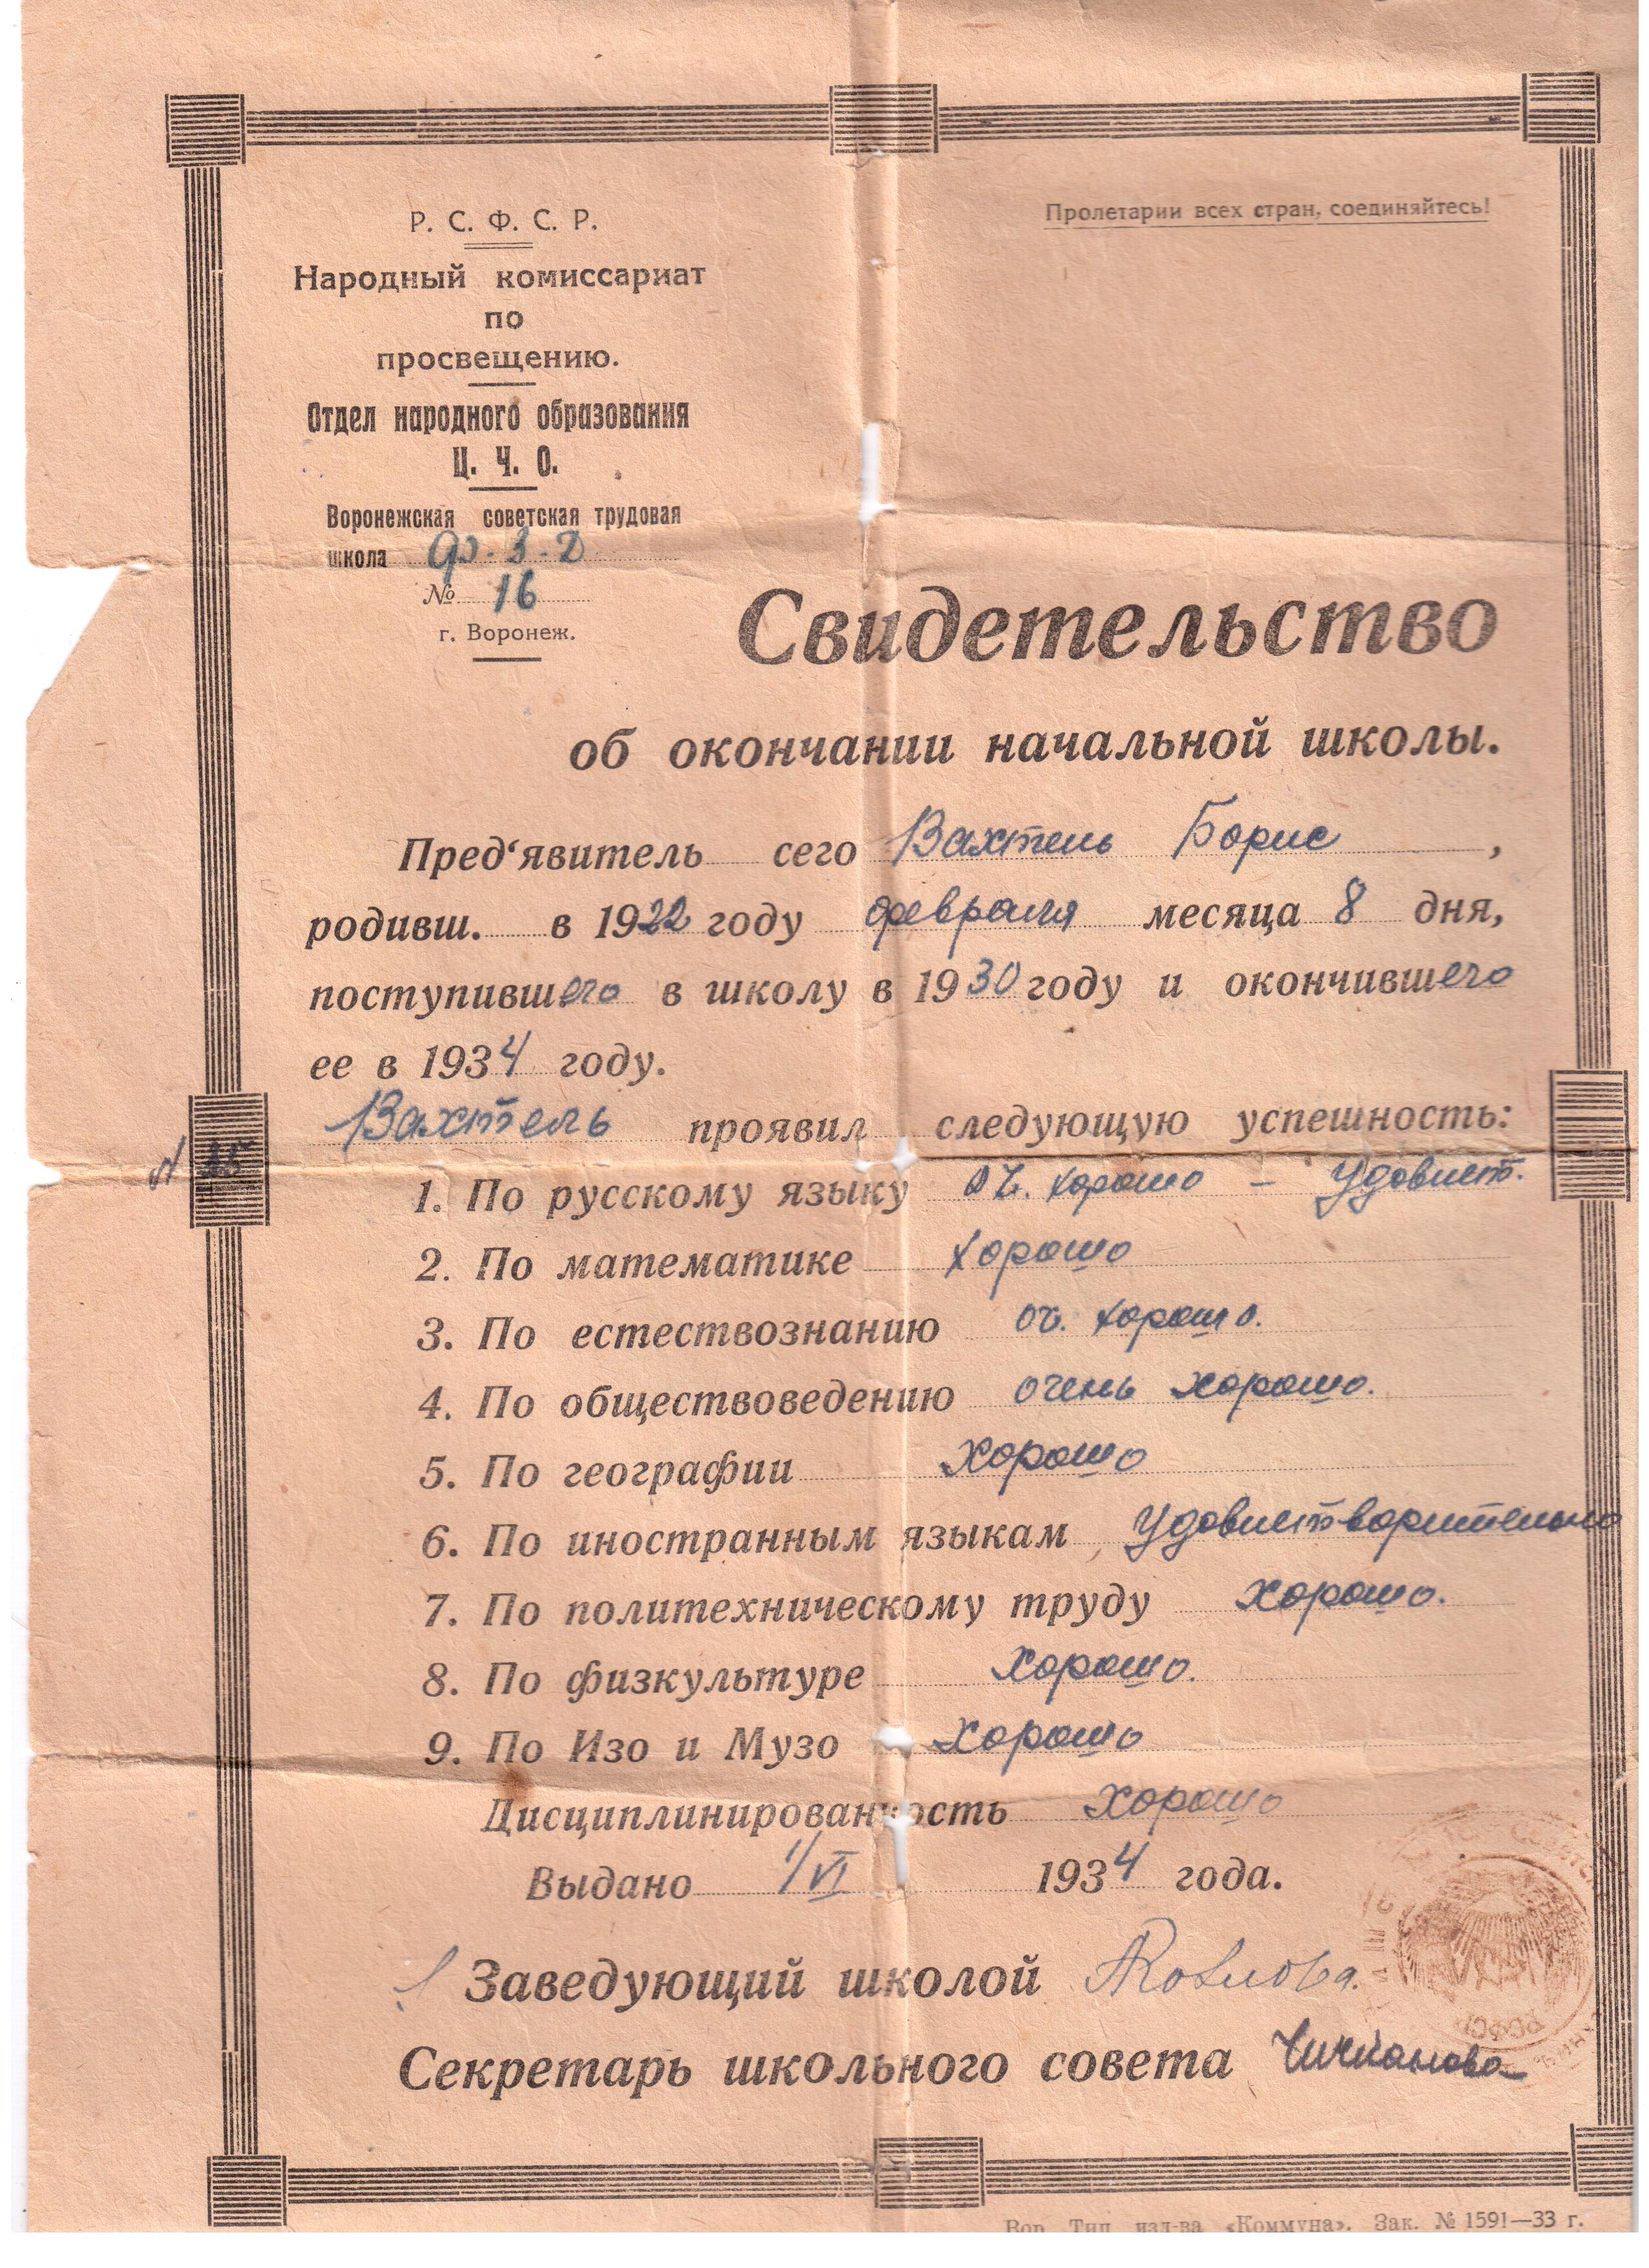 Р. С. Ф. С. Р.
Народный комиссариат
по
просвещению.
Отдел народного образования
Ц. Ч. О.
Воронежская советская трудовая
школа Ф. З. Д
№ 16
г. Воронеж.
Пролетарии всех стран, соединяйтесь!
Свидетельство
об окончании начальной школы.
Пред‘явитель сего Вахтель Борис ,
родивш. в 1922 году февраля месяца 8 дня,
поступившего в школу в 1930 году и окончившего
ее в 1934 году.
Вахтель проявил следующую успешность:
1. По русскому языку оч. хорошо – Удовлет.
2. По математике хорошо
3. По естествознанию оч. хорошо.
4. По обществоведению очень хорошо.
5. По географии хорошо
6. По иностранным языкам Удовлетворительно
7. По политехническому труду хорошо.
8. По физкультуре хорошо.
9. По Изо и Музо хорошо
Дисциплинированность хорошо
Выдано 1/VI 1934 года.
Заведующий школой
Секретарь школьного совета
РСФСР
Вор. Тип. изд-ва «Коммуна». Зак. № 1591—33 г.